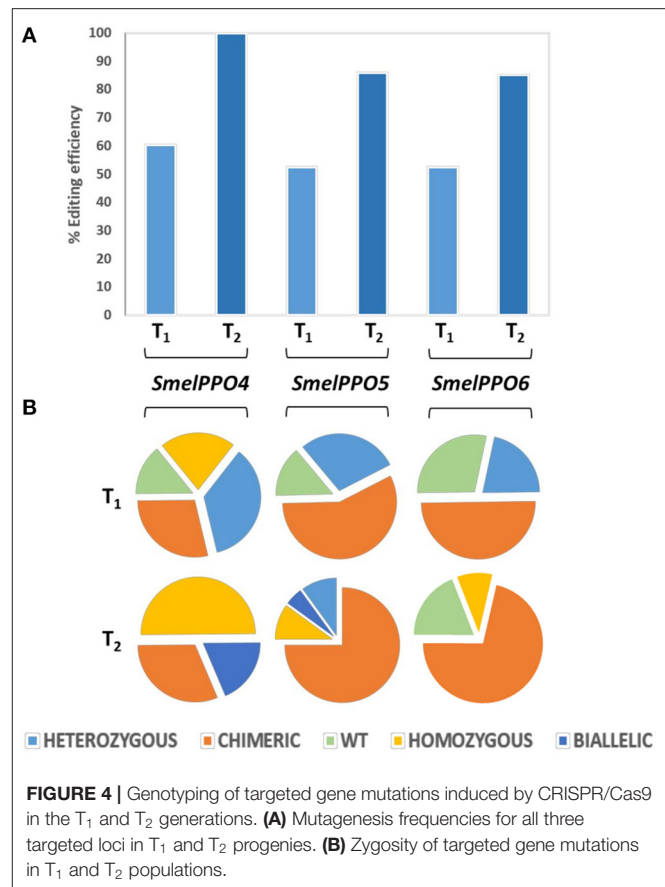 A
% Editing efficiency
100
90
80
70
60
50
40
30
20
10
0
T₁ T₂ T₁ T₂ T₁ T₂
SmelPPO4 SmelPPO5 SmelPPO6
B
T₁
T₂
HETEROZYGOUS CHIMERIC WT HOMOZYGOUS BIALLELIC
FIGURE 4 | Genotyping of targeted gene mutations induced by CRISPR/Cas9
in the T₁ and T₂ generations. (A) Mutagenesis frequencies for all three
targeted loci in T₁ and T₂ progenies. (B) Zygosity of targeted gene mutations
in T₁ and T₂ populations.